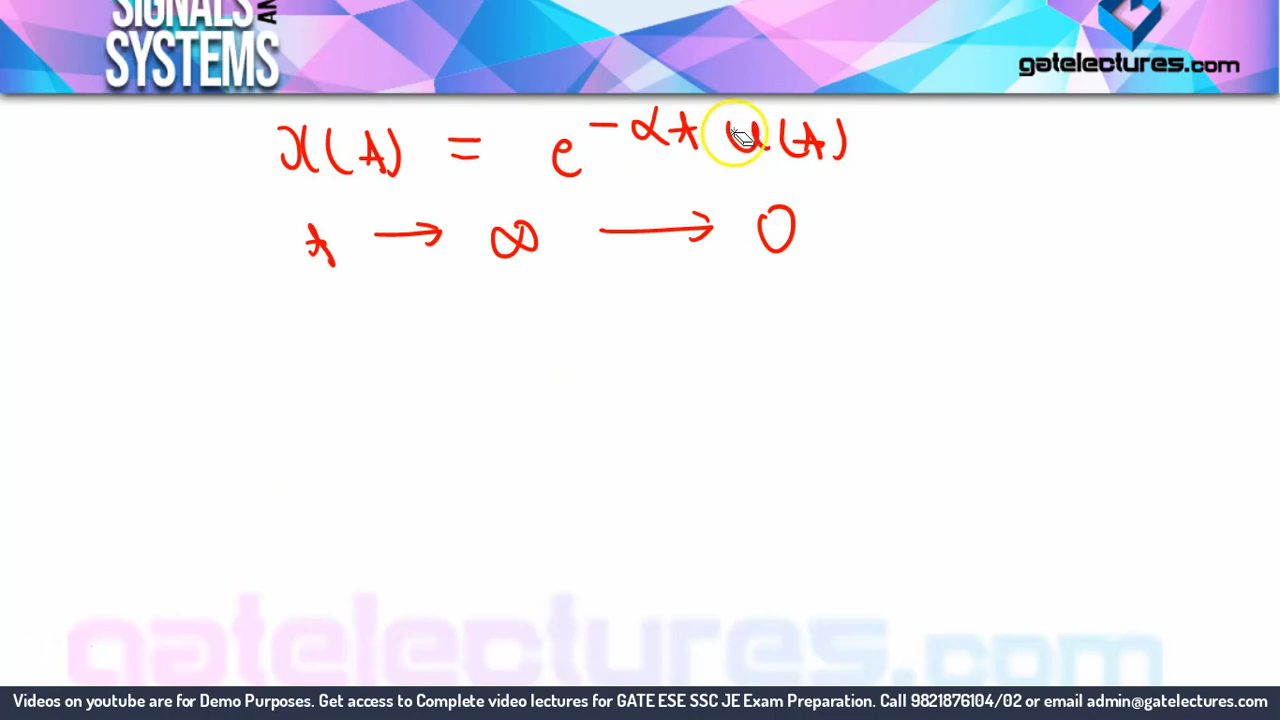 SIGNALS AND
SYSTEMS
gatelectures.com
x(t) = e^{-αt} u(t)
t → ∞ → 0
gatelectures.com
Videos on youtube are for Demo Purposes. Get access to Complete video lectures for GATE ESE SSC JE Exam Preparation. Call 9821876104/02 or email admin@gatelectures.com